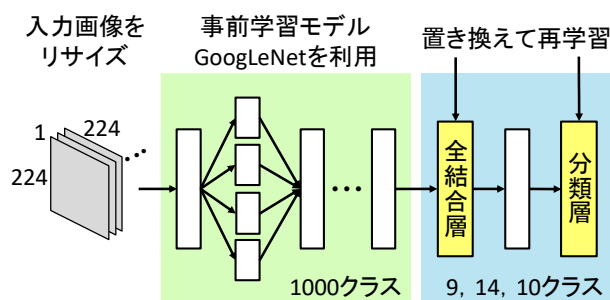 入力画像を
リサイズ
事前学習モデル
GoogLeNetを利用
置き換えて再学習
1
224
224
全結合層
分類層
1000クラス
9, 14, 10クラス